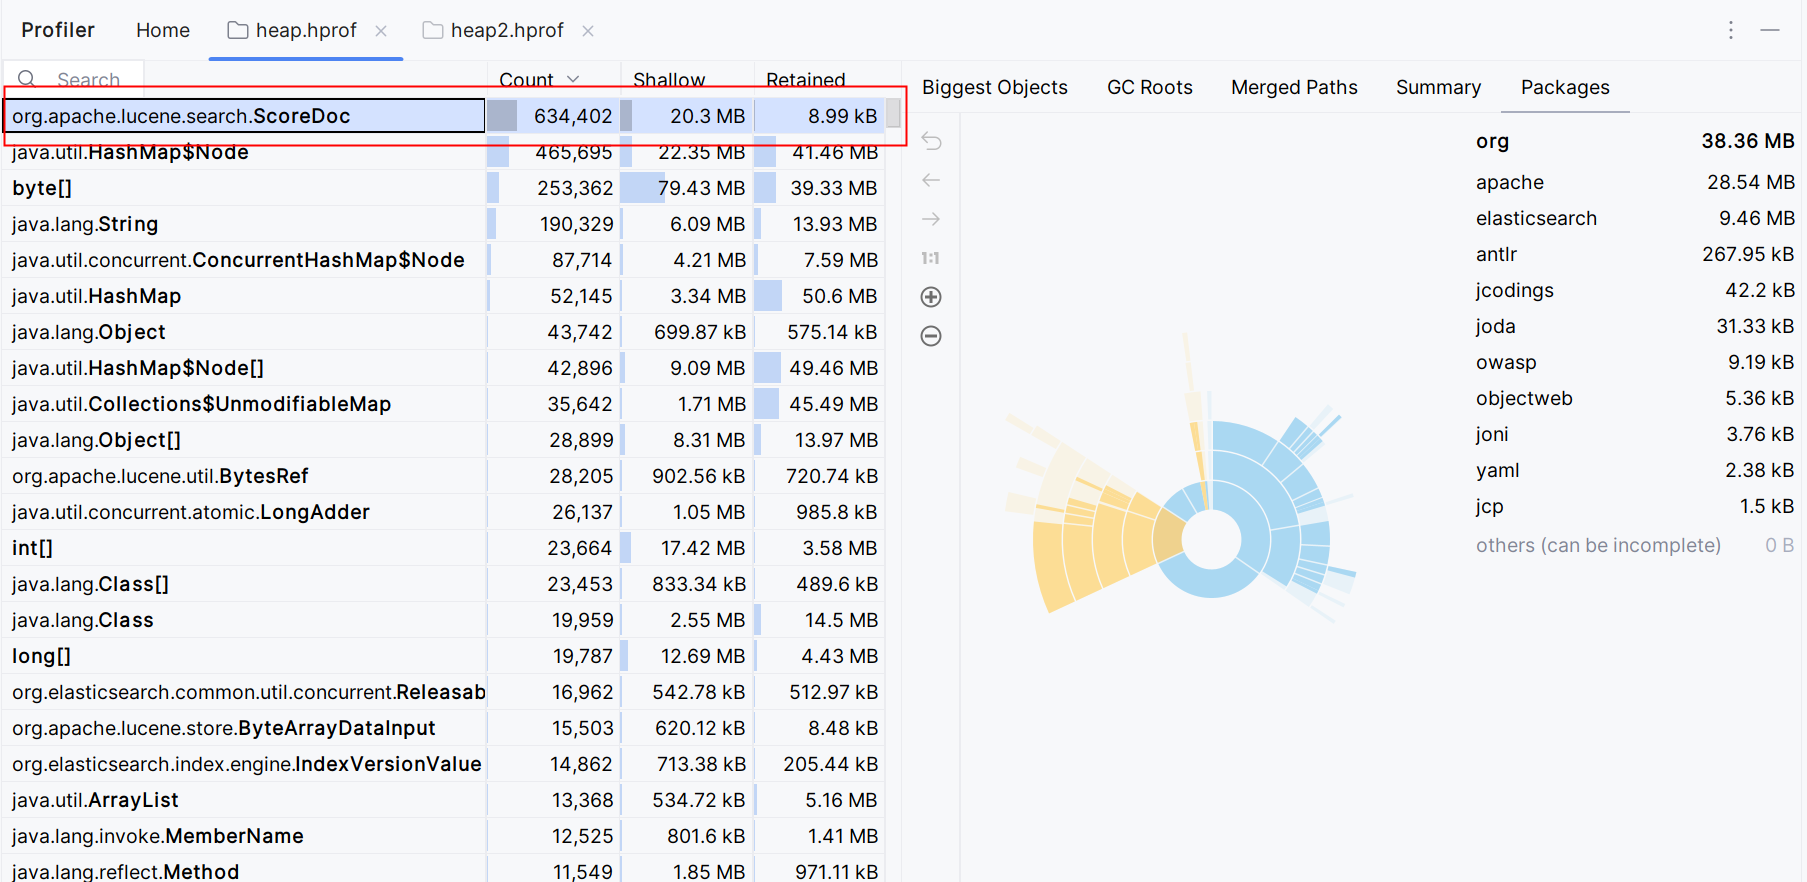 Profiler Home heap.hprof heap2.hprof
Search Count Shallow Retained
org.apache.lucene.search.ScoreDoc 634,402 20.3 MB 8.99 kB
java.util.HashMap$Node 465,695 22.35 MB 41.46 MB
byte[] 253,362 79.43 MB 39.33 MB
java.lang.String 190,329 6.09 MB 13.93 MB
java.util.concurrent.ConcurrentHashMap$Node 87,714 4.21 MB 7.59 MB
java.util.HashMap 52,145 3.34 MB 50.6 MB
java.lang.Object 43,742 699.87 kB 575.14 kB
java.util.HashMap$Node[] 42,896 9.09 MB 49.46 MB
java.util.Collections$UnmodifiableMap 35,642 1.71 MB 45.49 MB
java.lang.Object[] 28,899 8.31 MB 13.97 MB
org.apache.lucene.util.BytesRef 28,205 902.56 kB 720.74 kB
java.util.concurrent.atomic.LongAdder 26,137 1.05 MB 985.8 kB
int[] 23,664 17.42 MB 3.58 MB
java.lang.Class[] 23,453 833.34 kB 489.6 kB
java.lang.Class 19,959 2.55 MB 14.5 MB
long[] 19,787 12.69 MB 4.43 MB
org.elasticsearch.common.util.concurrent.Releasab 16,962 542.78 kB 512.97 kB
org.apache.lucene.store.ByteArrayDataInput 15,503 620.12 kB 8.48 kB
org.elasticsearch.index.engine.IndexVersionValue 14,862 713.38 kB 205.44 kB
java.util.ArrayList 13,368 534.72 kB 5.16 MB
java.lang.invoke.MemberName 12,525 801.6 kB 1.41 MB
java.lang.reflect.Method 11,549 1.85 MB 971.11 kB
Biggest Objects GC Roots Merged Paths Summary Packages
1:1
org 38.36 MB
apache 28.54 MB
elasticsearch 9.46 MB
antlr 267.95 kB
jcodings 42.2 kB
joda 31.33 kB
owasp 9.19 kB
objectweb 5.36 kB
joni 3.76 kB
yaml 2.38 kB
jcp 1.5 kB
others (can be incomplete) 0 B